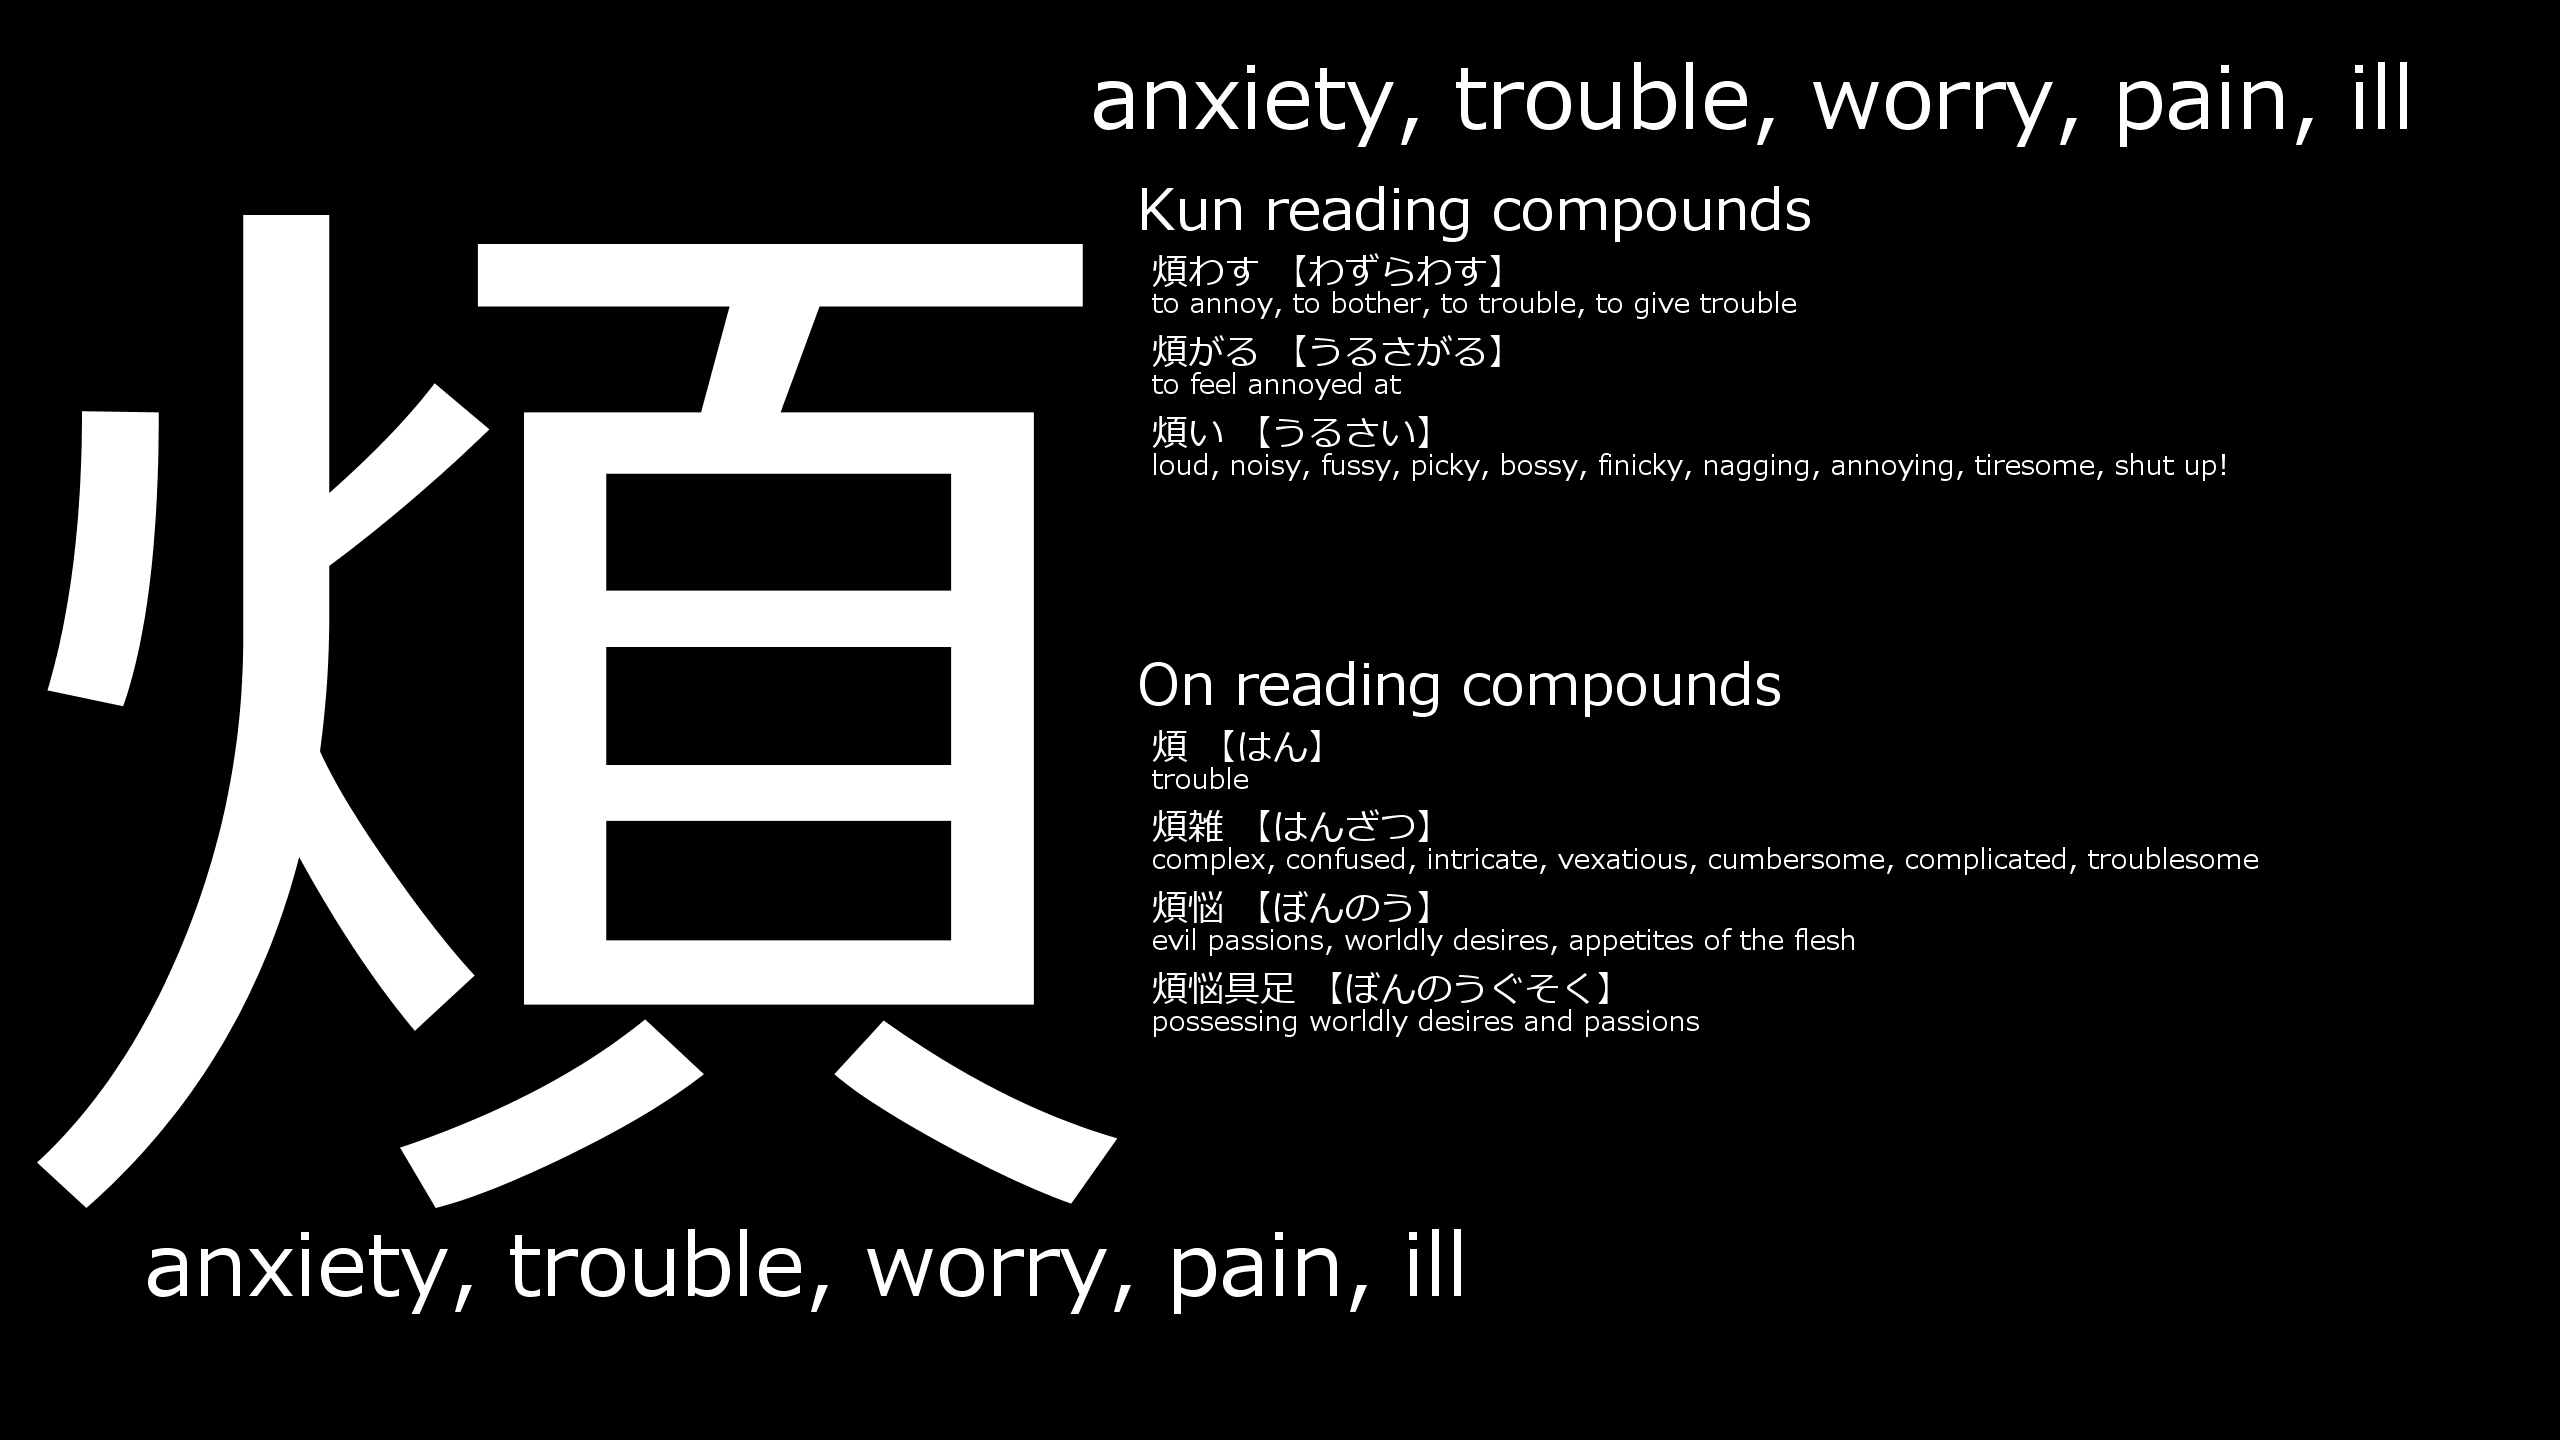 煩
anxiety, trouble, worry, pain, ill
Kun reading compounds
煩わす 【わずらわす】
to annoy, to bother, to trouble, to give trouble
煩がる 【うるさがる】
to feel annoyed at
煩い 【うるさい】
loud, noisy, fussy, picky, bossy, finicky, nagging, annoying, tiresome, shut up!
On reading compounds
煩 【はん】
trouble
煩雑 【はんざつ】
complex, confused, intricate, vexatious, cumbersome, complicated, troublesome
煩悩 【ぼんのう】
evil passions, worldly desires, appetites of the flesh
煩悩具足 【ぼんのうぐそく】
possessing worldly desires and passions
anxiety, trouble, worry, pain, ill